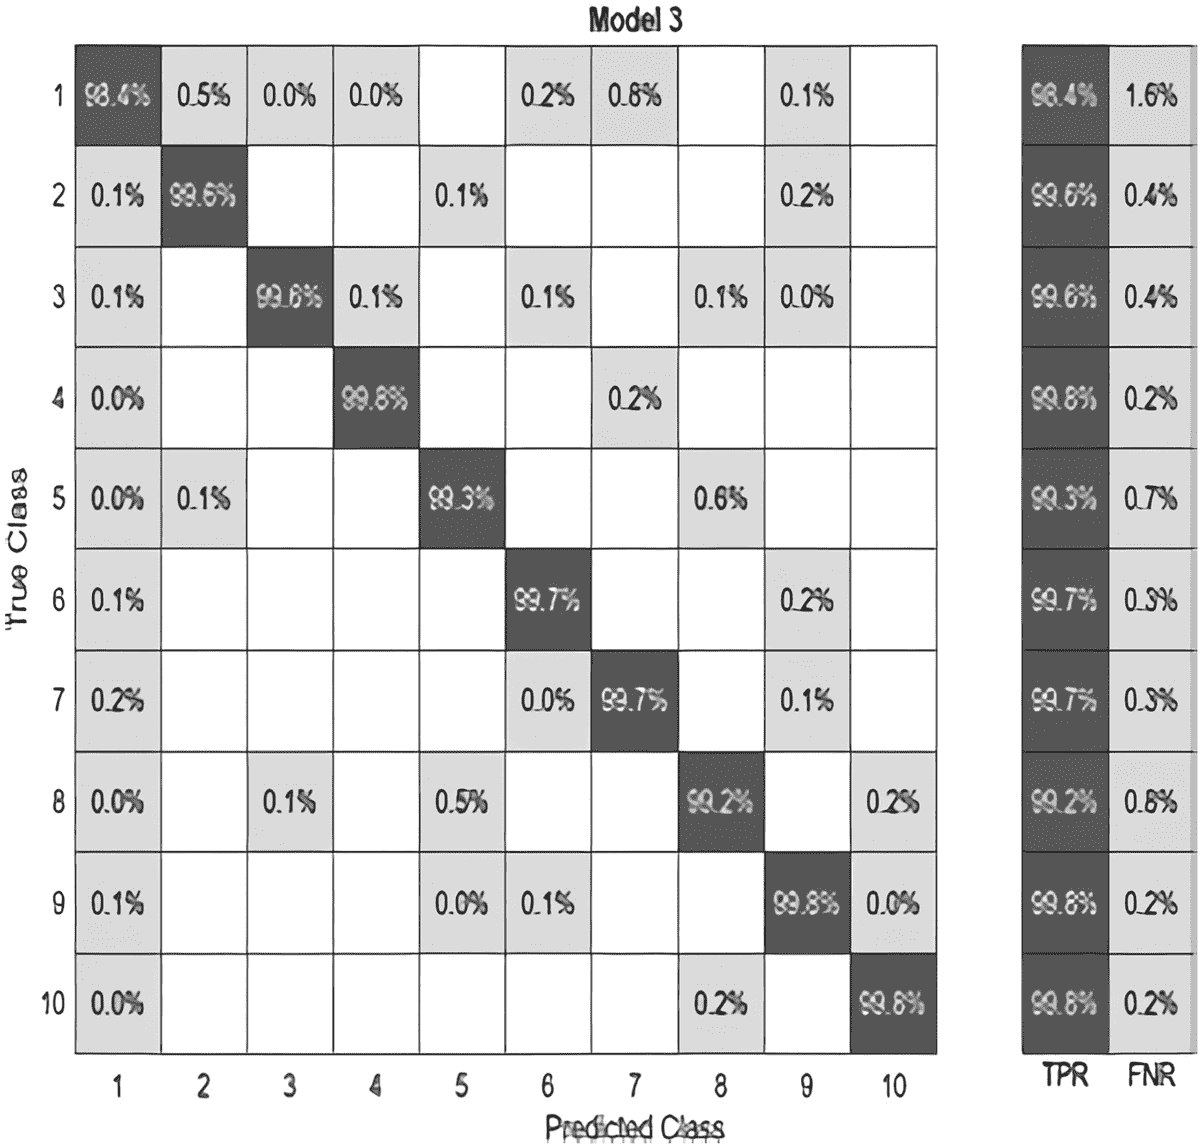 Model 3
1 98.4% 0.5% 0.0% 0.0% 0.2% 0.8% 0.1% 98.4% 1.6%
2 0.1% 99.6% 0.1% 0.2% 99.6% 0.4%
3 0.1% 99.6% 0.1% 0.1% 0.1% 0.0% 99.6% 0.4%
4 0.0% 99.8% 0.2% 99.8% 0.2%
5 0.0% 0.1% 99.3% 0.6% 99.3% 0.7%
6 0.1% 99.7% 0.2% 99.7% 0.3%
7 0.2% 0.0% 99.7% 0.1% 99.7% 0.3%
8 0.0% 0.1% 0.5% 99.2% 0.2% 99.2% 0.8%
9 0.1% 0.0% 0.1% 99.8% 0.0% 99.8% 0.2%
10 0.0% 0.2% 99.8% 99.8% 0.2%
1 2 3 4 5 6 7 8 9 10 TPR FNR
Predicted Class
True Class